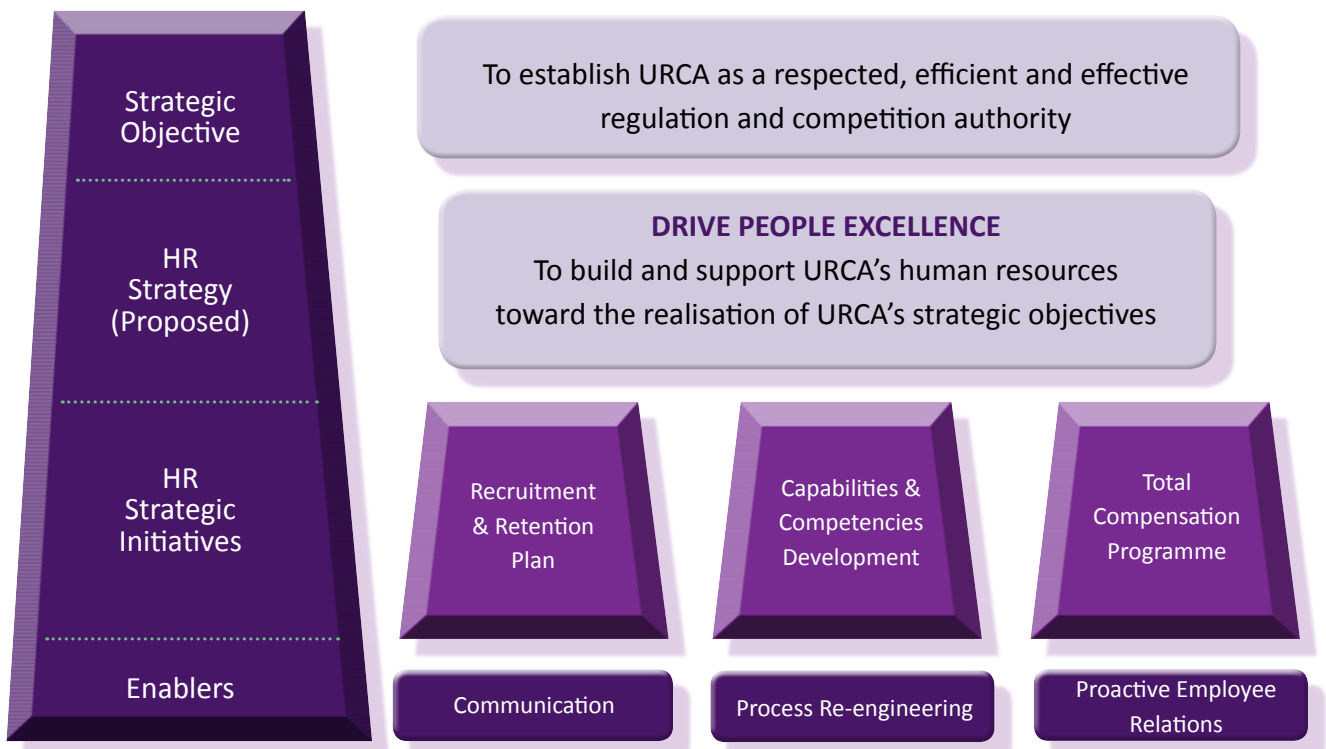 Strategic
Objective
To establish URCA as a respected, efficient and effective
regulation and competition authority
HR
Strategy
(Proposed)
DRIVE PEOPLE EXCELLENCE
To build and support URCA’s human resources
toward the realisation of URCA’s strategic objectives
HR
Strategic
Initiatives
Recruitment
& Retention
Plan
Capabilities &
Competencies
Development
Total
Compensation
Programme
Enablers
Communication
Process Re-engineering
Proactive Employee
Relations